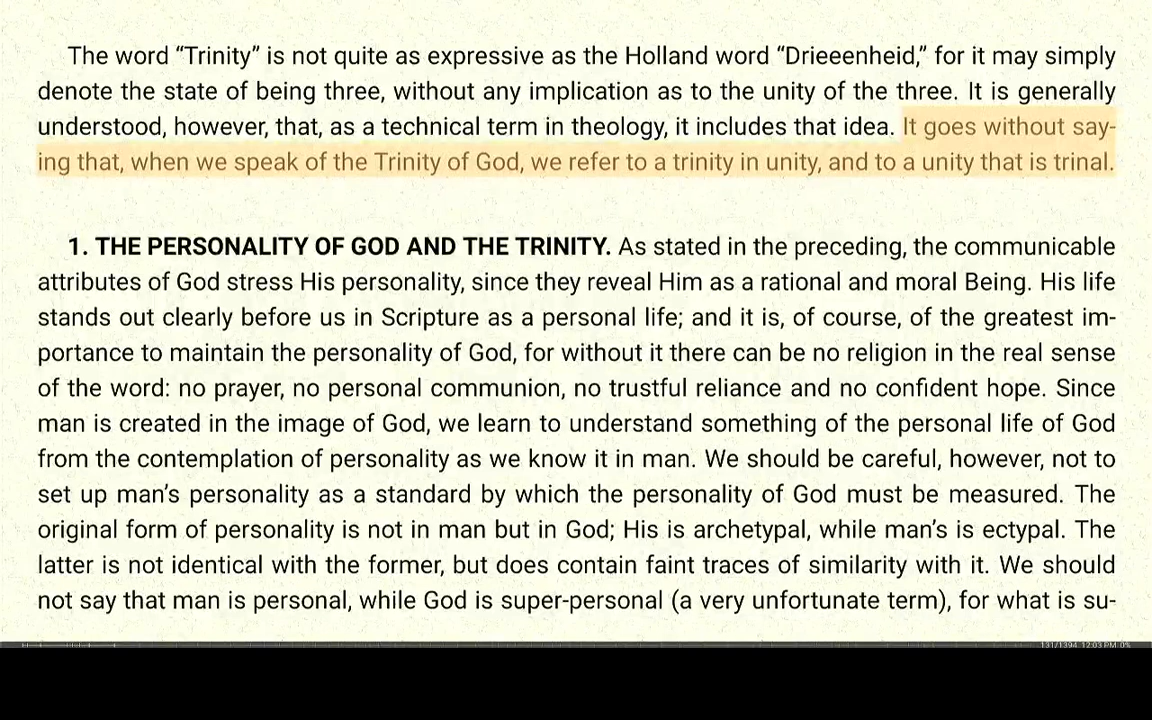 The word “Trinity” is not quite as expressive as the Holland word “Drieeenheid,” for it may simply
denote the state of being three, without any implication as to the unity of the three. It is generally
understood, however, that, as a technical term in theology, it includes that idea. It goes without say-
ing that, when we speak of the Trinity of God, we refer to a trinity in unity, and to a unity that is trinal.
1. THE PERSONALITY OF GOD AND THE TRINITY. As stated in the preceding, the communicable
attributes of God stress His personality, since they reveal Him as a rational and moral Being. His life
stands out clearly before us in Scripture as a personal life; and it is, of course, of the greatest im-
portance to maintain the personality of God, for without it there can be no religion in the real sense
of the word: no prayer, no personal communion, no trustful reliance and no confident hope. Since
man is created in the image of God, we learn to understand something of the personal life of God
from the contemplation of personality as we know it in man. We should be careful, however, not to
set up man’s personality as a standard by which the personality of God must be measured. The
original form of personality is not in man but in God; His is archetypal, while man’s is ectypal. The
latter is not identical with the former, but does contain faint traces of similarity with it. We should
not say that man is personal, while God is super-personal (a very unfortunate term), for what is su-
131/1394 12:03 PM 0%